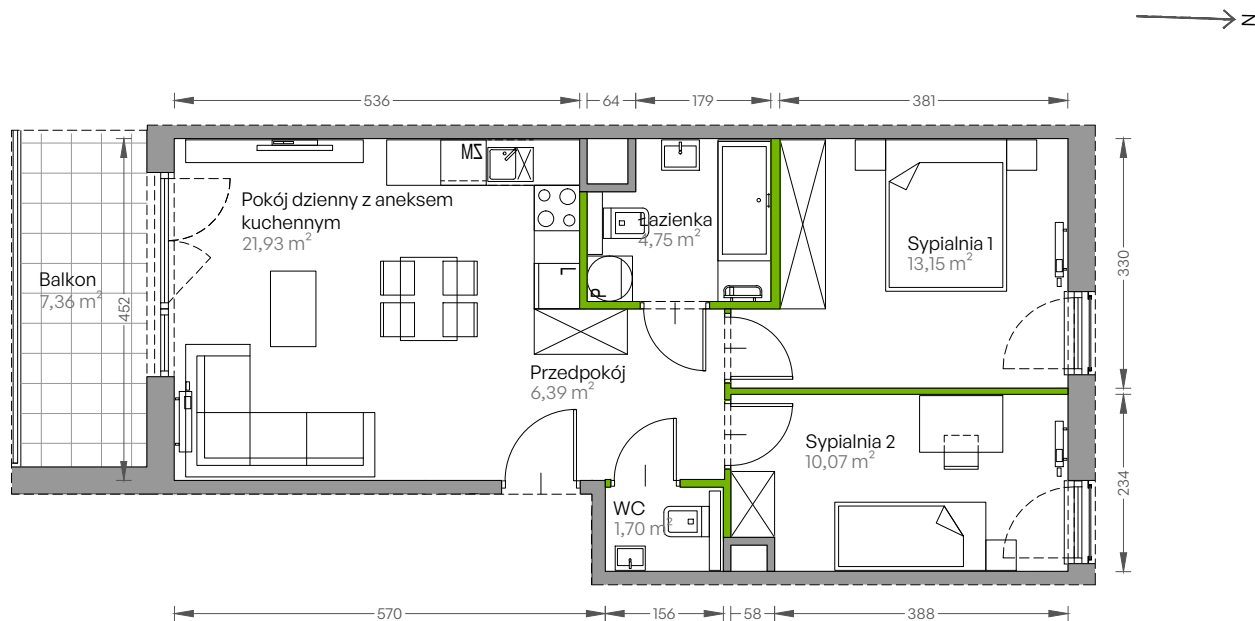 N
536
64
179
381
ZM
Pokój dzienny z aneksem
kuchennym
21,93 m²
Łazienka
4,75 m²
Sypialnia 1
13,15 m²
Balkon
7,36 m²
452
330
L
P
Przedpokój
6,39 m²
Sypialnia 2
10,07 m²
234
WC
1,70 m²
570
156
58
388